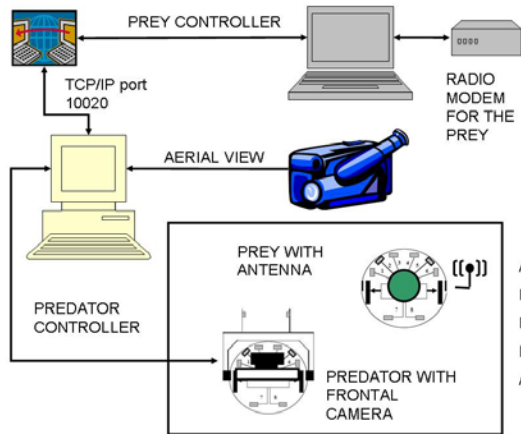 PREY CONTROLLER
TCP/IP port
10020
RADIO
MODEM
FOR THE
PREY
AERIAL VIEW
PREY WITH
ANTENNA
((•))
PREDATOR
CONTROLLER
PREDATOR WITH
FRONTAL
CAMERA